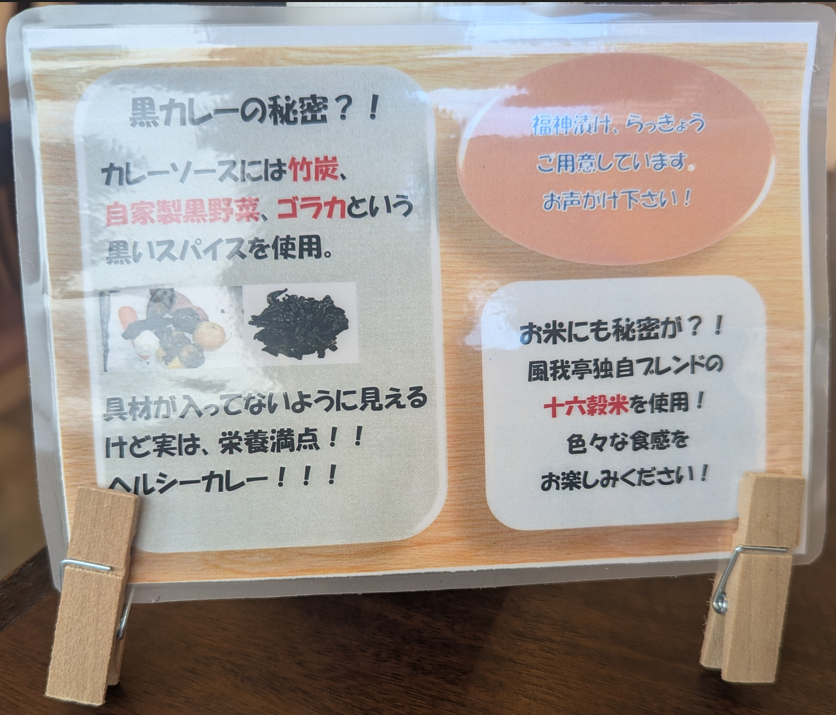 黒カレーの秘密？！
カレーソースには竹炭、
自家製黒野菜、ゴラカという
黒いスパイスを使用。
具材が入ってないように見える
けど実は、栄養満点！！
ヘルシーカレー！！！
福神漬け、らっきょう
ご用意しています。
お声がけ下さい！
お米にも秘密が？！
風我亭独自ブレンドの
十六穀米を使用！
色々な食感を
お楽しみください！